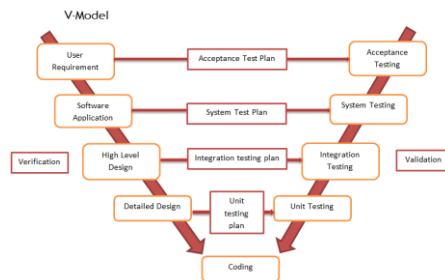 V-Model
User
Requirement
Acceptance Test Plan
Acceptance
Testing
Software
Application
System Test Plan
System Testing
Verification
High Level
Design
Integration testing plan
Integration
Testing
Validation
Detailed Design
Unit
testing
plan
Unit Testing
Coding